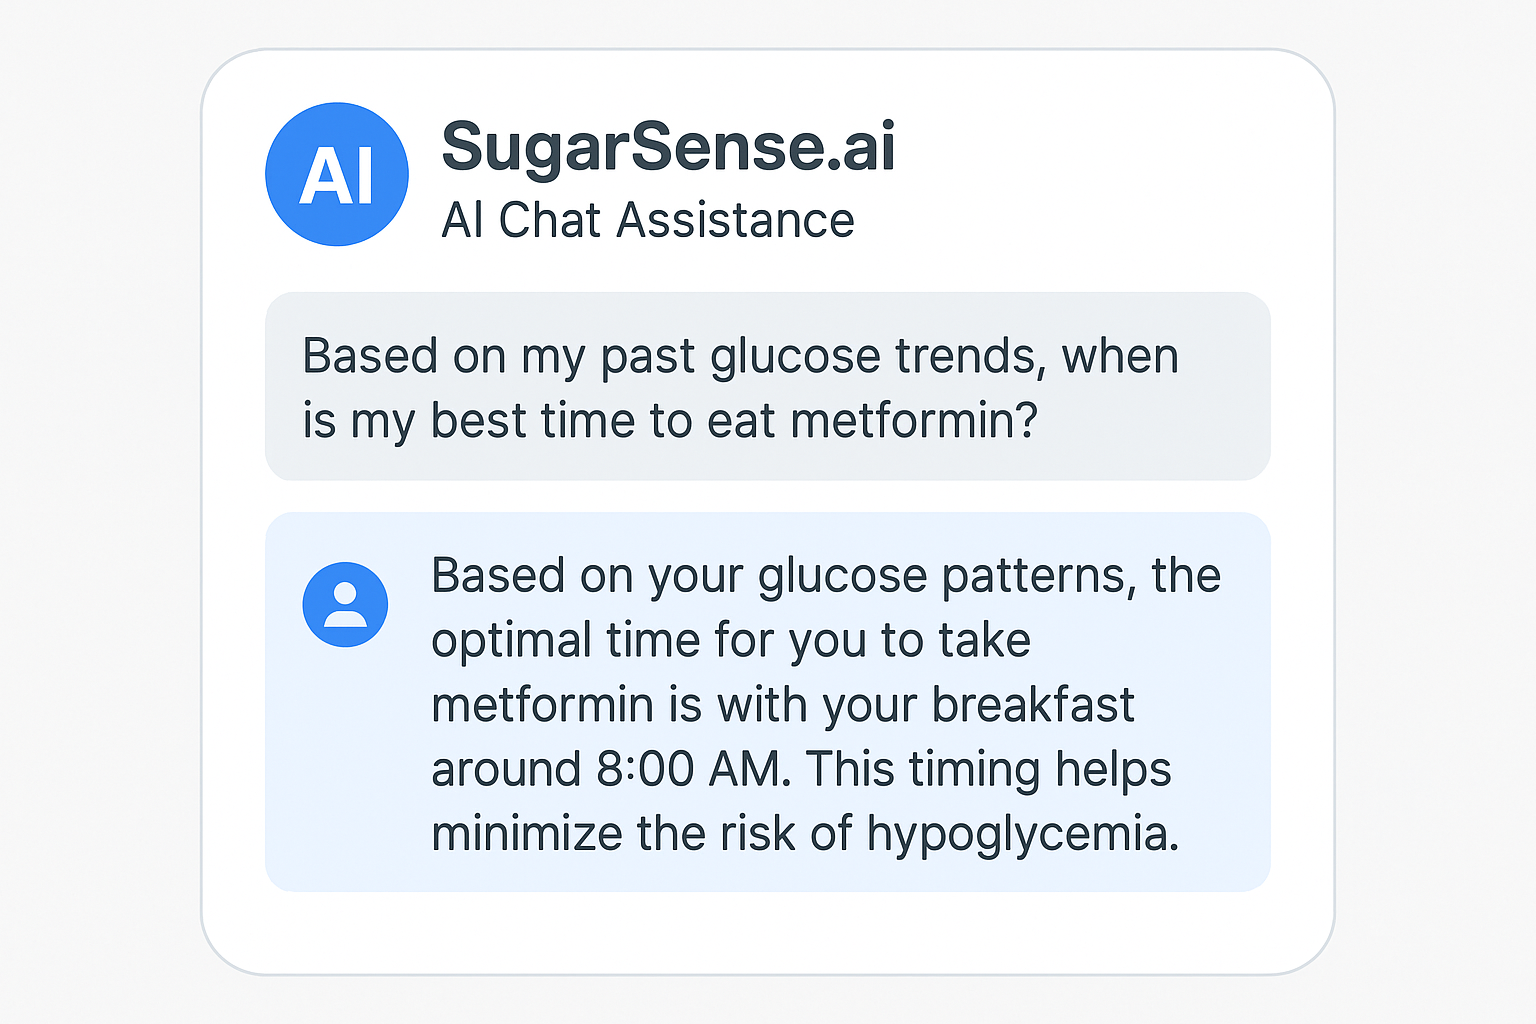 AI
SugarSense.ai
AI Chat Assistance
Based on my past glucose trends, when
is my best time to eat metformin?
Based on your glucose patterns, the
optimal time for you to take
metformin is with your breakfast
around 8:00 AM. This timing helps
minimize the risk of hypoglycemia.